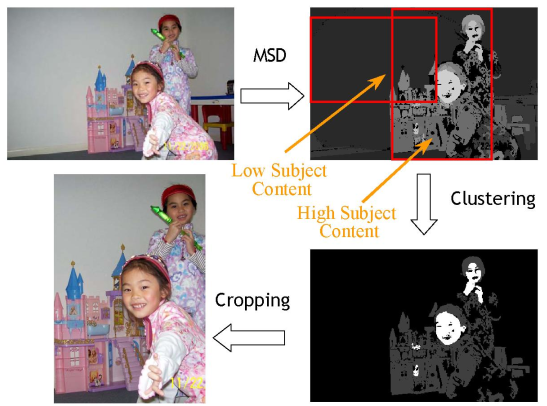 MSD
Low Subject
Content
High Subject
Content
Clustering
Cropping